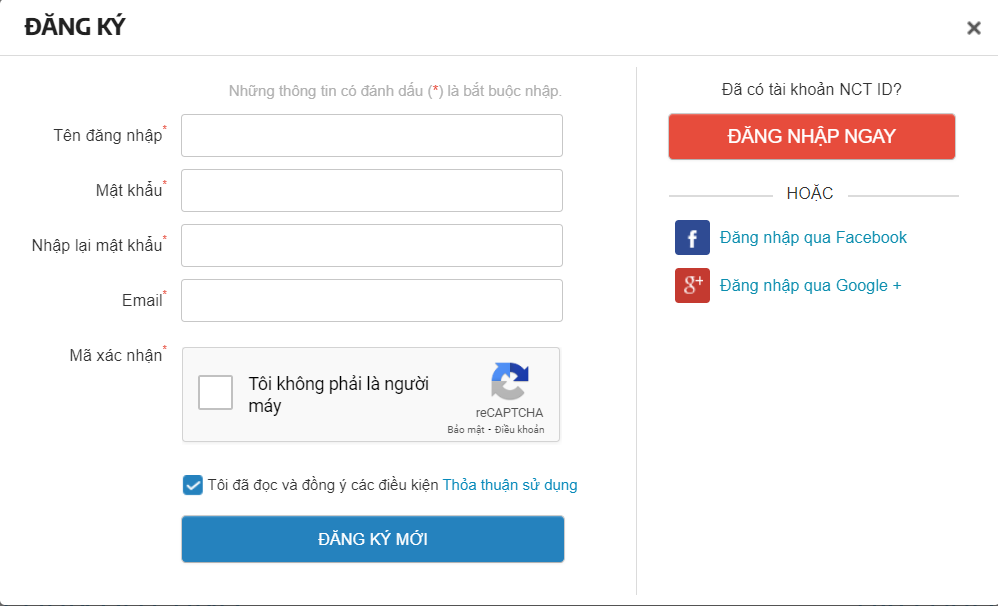 ĐĂNG KÝ
Những thông tin có đánh dấu (*) là bắt buộc nhập.
Tên đăng nhập*
Mật khẩu*
Nhập lại mật khẩu*
Email*
Mã xác nhận*
Tôi không phải là người
máy
reCAPTCHA
Bảo mật - Điều khoản
Tôi đã đọc và đồng ý các điều kiện Thỏa thuận sử dụng
ĐĂNG KÝ MỚI
Đã có tài khoản NCT ID?
ĐĂNG NHẬP NGAY
HOẶC
f Đăng nhập qua Facebook
g+ Đăng nhập qua Google +